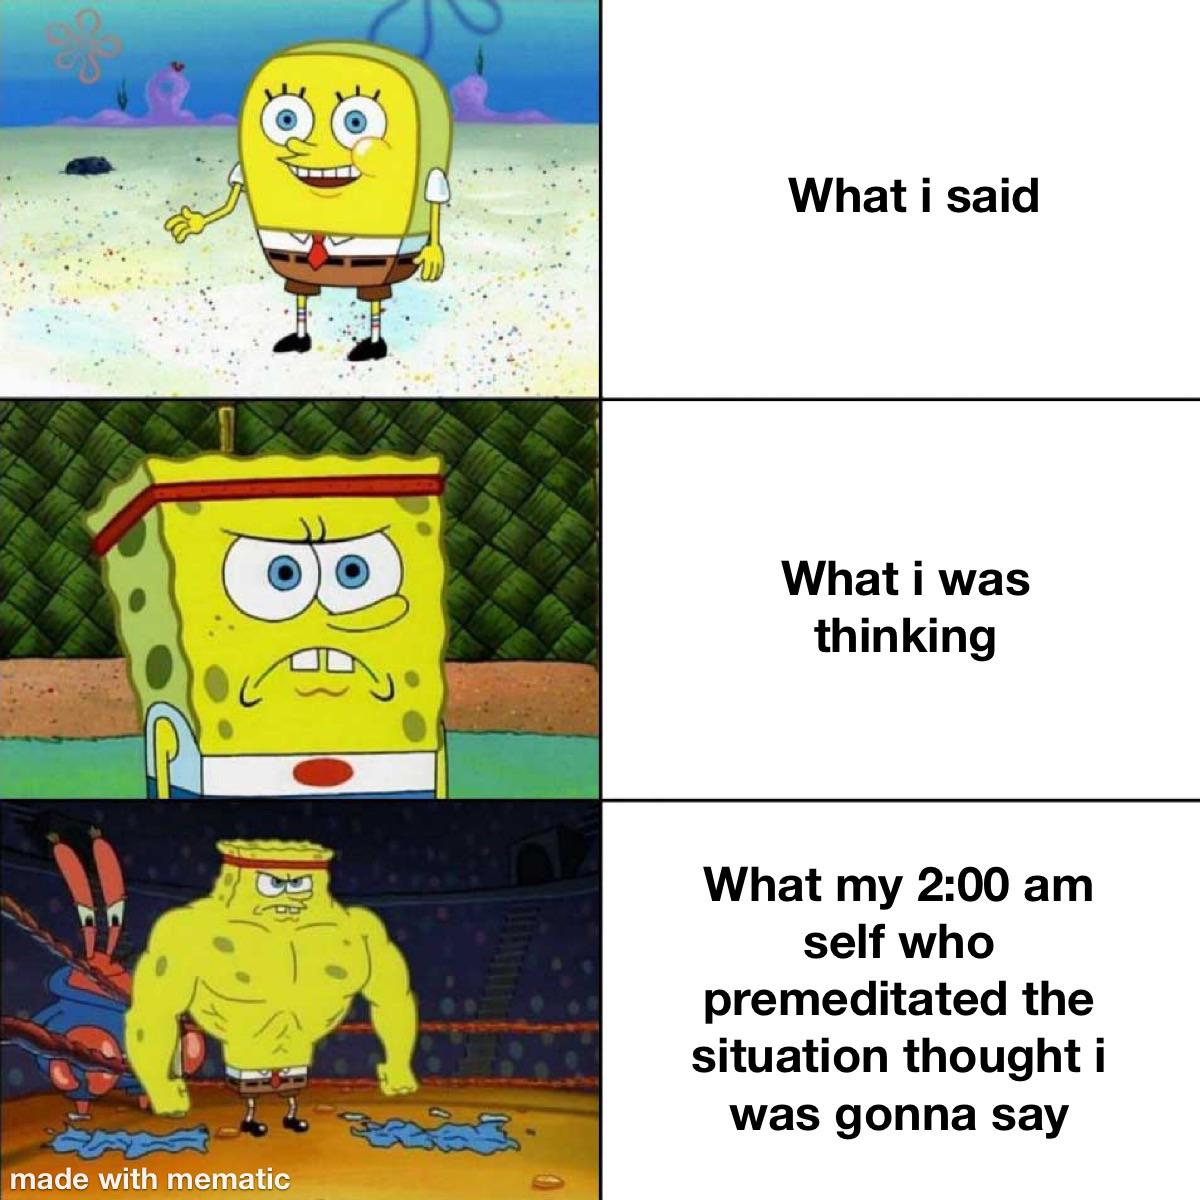 What i said
What i was
thinking
What my 2:00 am
self who
premeditated the
situation thought i
was gonna say
made with mematic